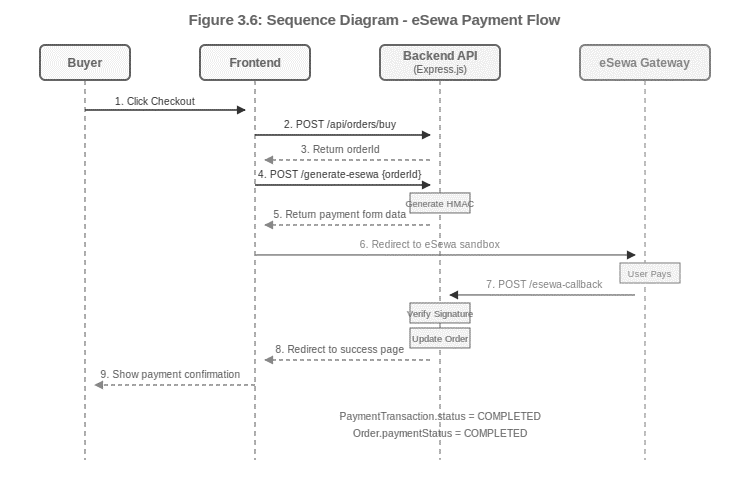 Figure 3.6: Sequence Diagram - eSewa Payment Flow
Buyer
Frontend
Backend API
(Express.js)
eSewa Gateway
1. Click Checkout
2. POST /api/orders/buy
3. Return orderId
4. POST /generate-esewa {orderId}
Generate HMAC
5. Return payment form data
6. Redirect to eSewa sandbox
User Pays
7. POST /esewa-callback
Verify Signature
Update Order
8. Redirect to success page
9. Show payment confirmation
PaymentTransaction.status = COMPLETED
Order.paymentStatus = COMPLETED